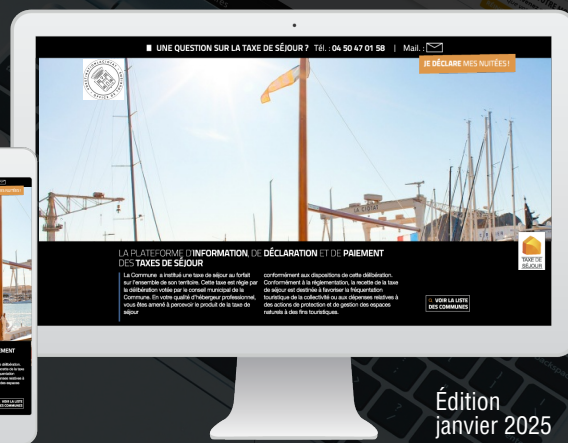 UNE QUESTION SUR LA TAXE DE SÉJOUR ? Tél. : 04 50 47 01 58 | Mail. :
JE DÉCLARE MES NUITÉES !
LA CIOTAT
LA PLATEFORME D'INFORMATION, DE DÉCLARATION ET DE PAIEMENT
DES TAXES DE SÉJOUR
La Commune a institué une taxe de séjour au forfait
sur l'ensemble de son territoire. Cette taxe est régie par
la délibération votée par le conseil municipal de la
Commune. En votre qualité d'hébergeur professionnel,
vous êtes amené à percevoir le produit de la taxe de
séjour
conformément aux dispositions de cette délibération.
Conformément à la réglementation, la recette de la taxe
de séjour est destinée à favoriser la fréquentation
touristique de la collectivité ou aux dépenses relatives à
des actions de protection et de gestion des espaces
naturels à des fins touristiques.
TAXE DE
SÉJOUR
VOIR LA LISTE
DES COMMUNES
Édition
janvier 2025